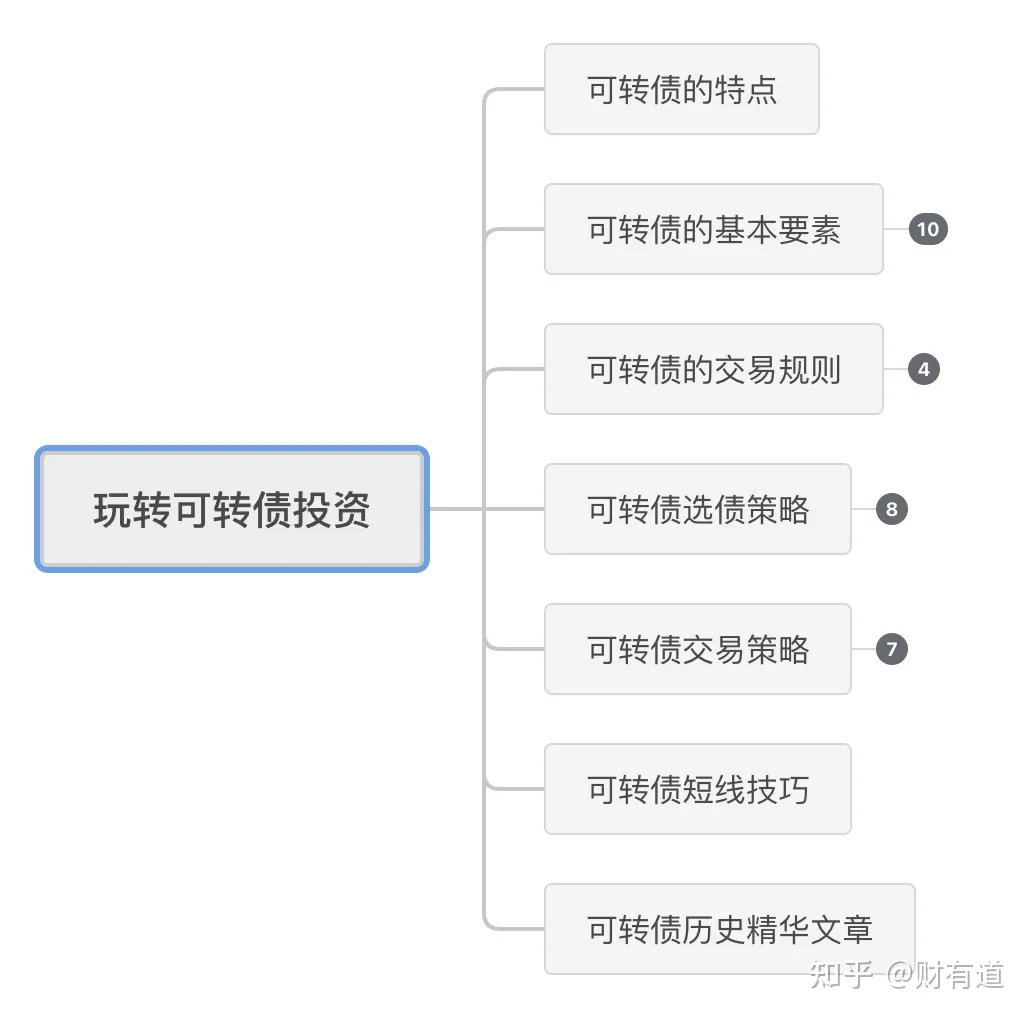 可转债的特点
可转债的基本要素
10
可转债的交易规则
4
玩转可转债投资
可转债选债策略
8
可转债交易策略
7
可转债短线技巧
可转债历史精华文章
知乎 @财有道